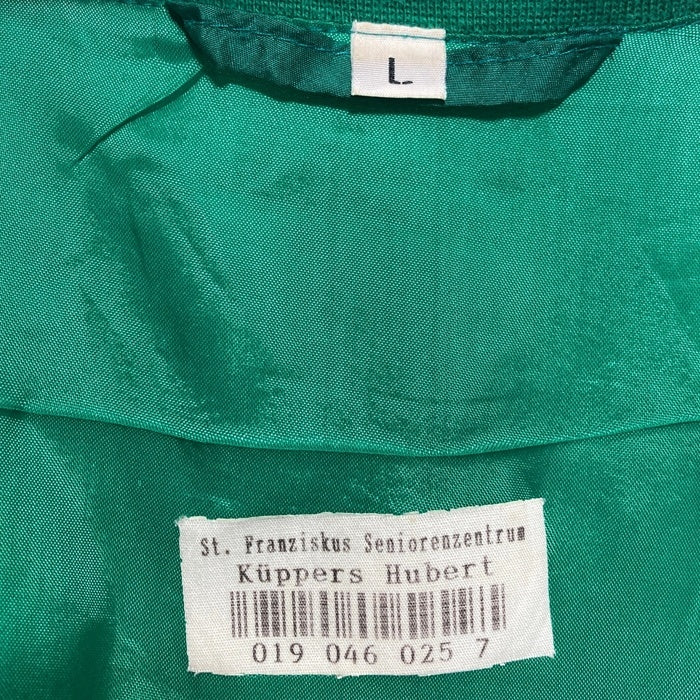 L
St. Franziskus Seniorenzentrum
Küppers Hubert
019 046 025 7